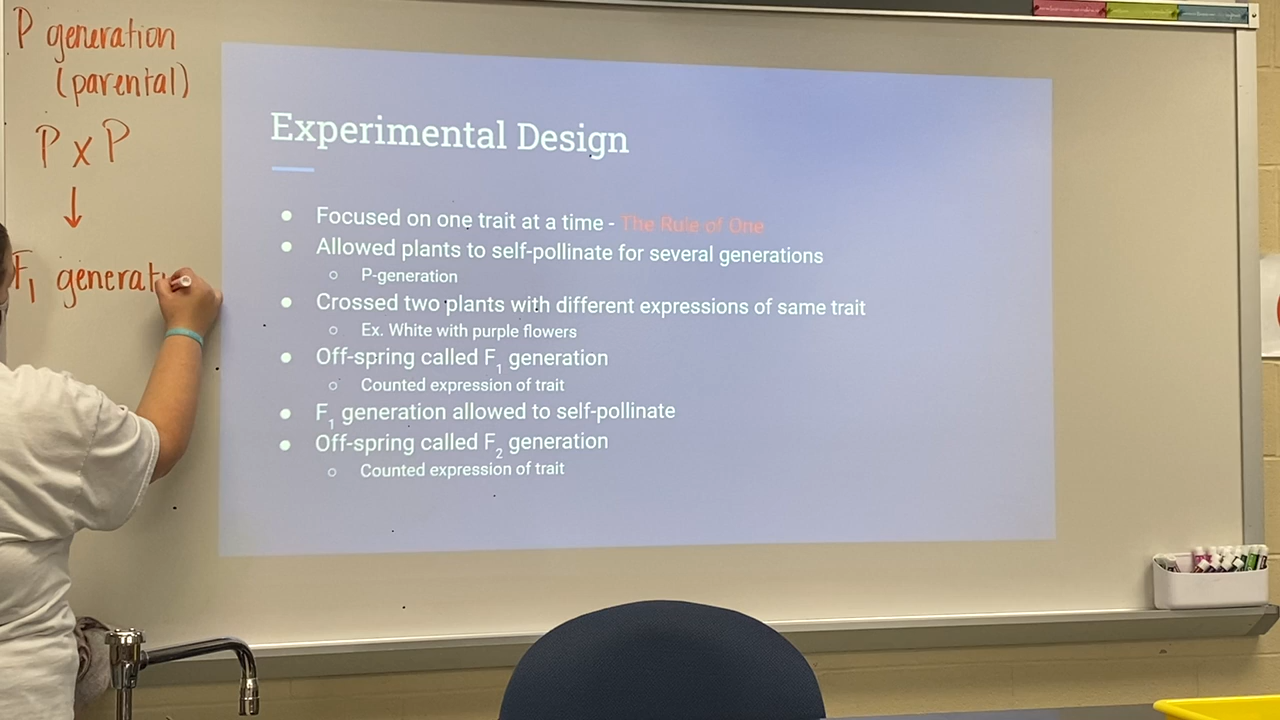 P generation
(parental)
P x P
↓
F₁ generati
Experimental Design
● Focused on one trait at a time - The Rule of One
● Allowed plants to self-pollinate for several generations
○ P-generation
● Crossed two plants with different expressions of same trait
○ Ex. White with purple flowers
● Off-spring called F₁ generation
○ Counted expression of trait
● F₁ generation allowed to self-pollinate
● Off-spring called F₂ generation
○ Counted expression of trait